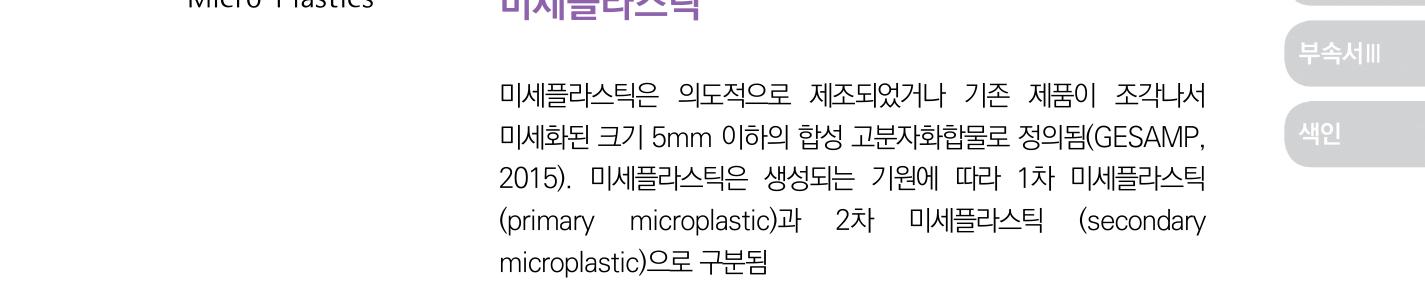 Micro Plastics
미세플라스틱
부속서Ⅲ
미세플라스틱은 의도적으로 제조되었거나 기존 제품이 조각나서
미세화된 크기 5mm 이하의 합성 고분자화합물로 정의됨(GESAMP,
색인
2015). 미세플라스틱은 생성되는 기원에 따라 1차 미세플라스틱
(primary microplastic)과 2차 미세플라스틱 (secondary
microplastic)으로 구분됨